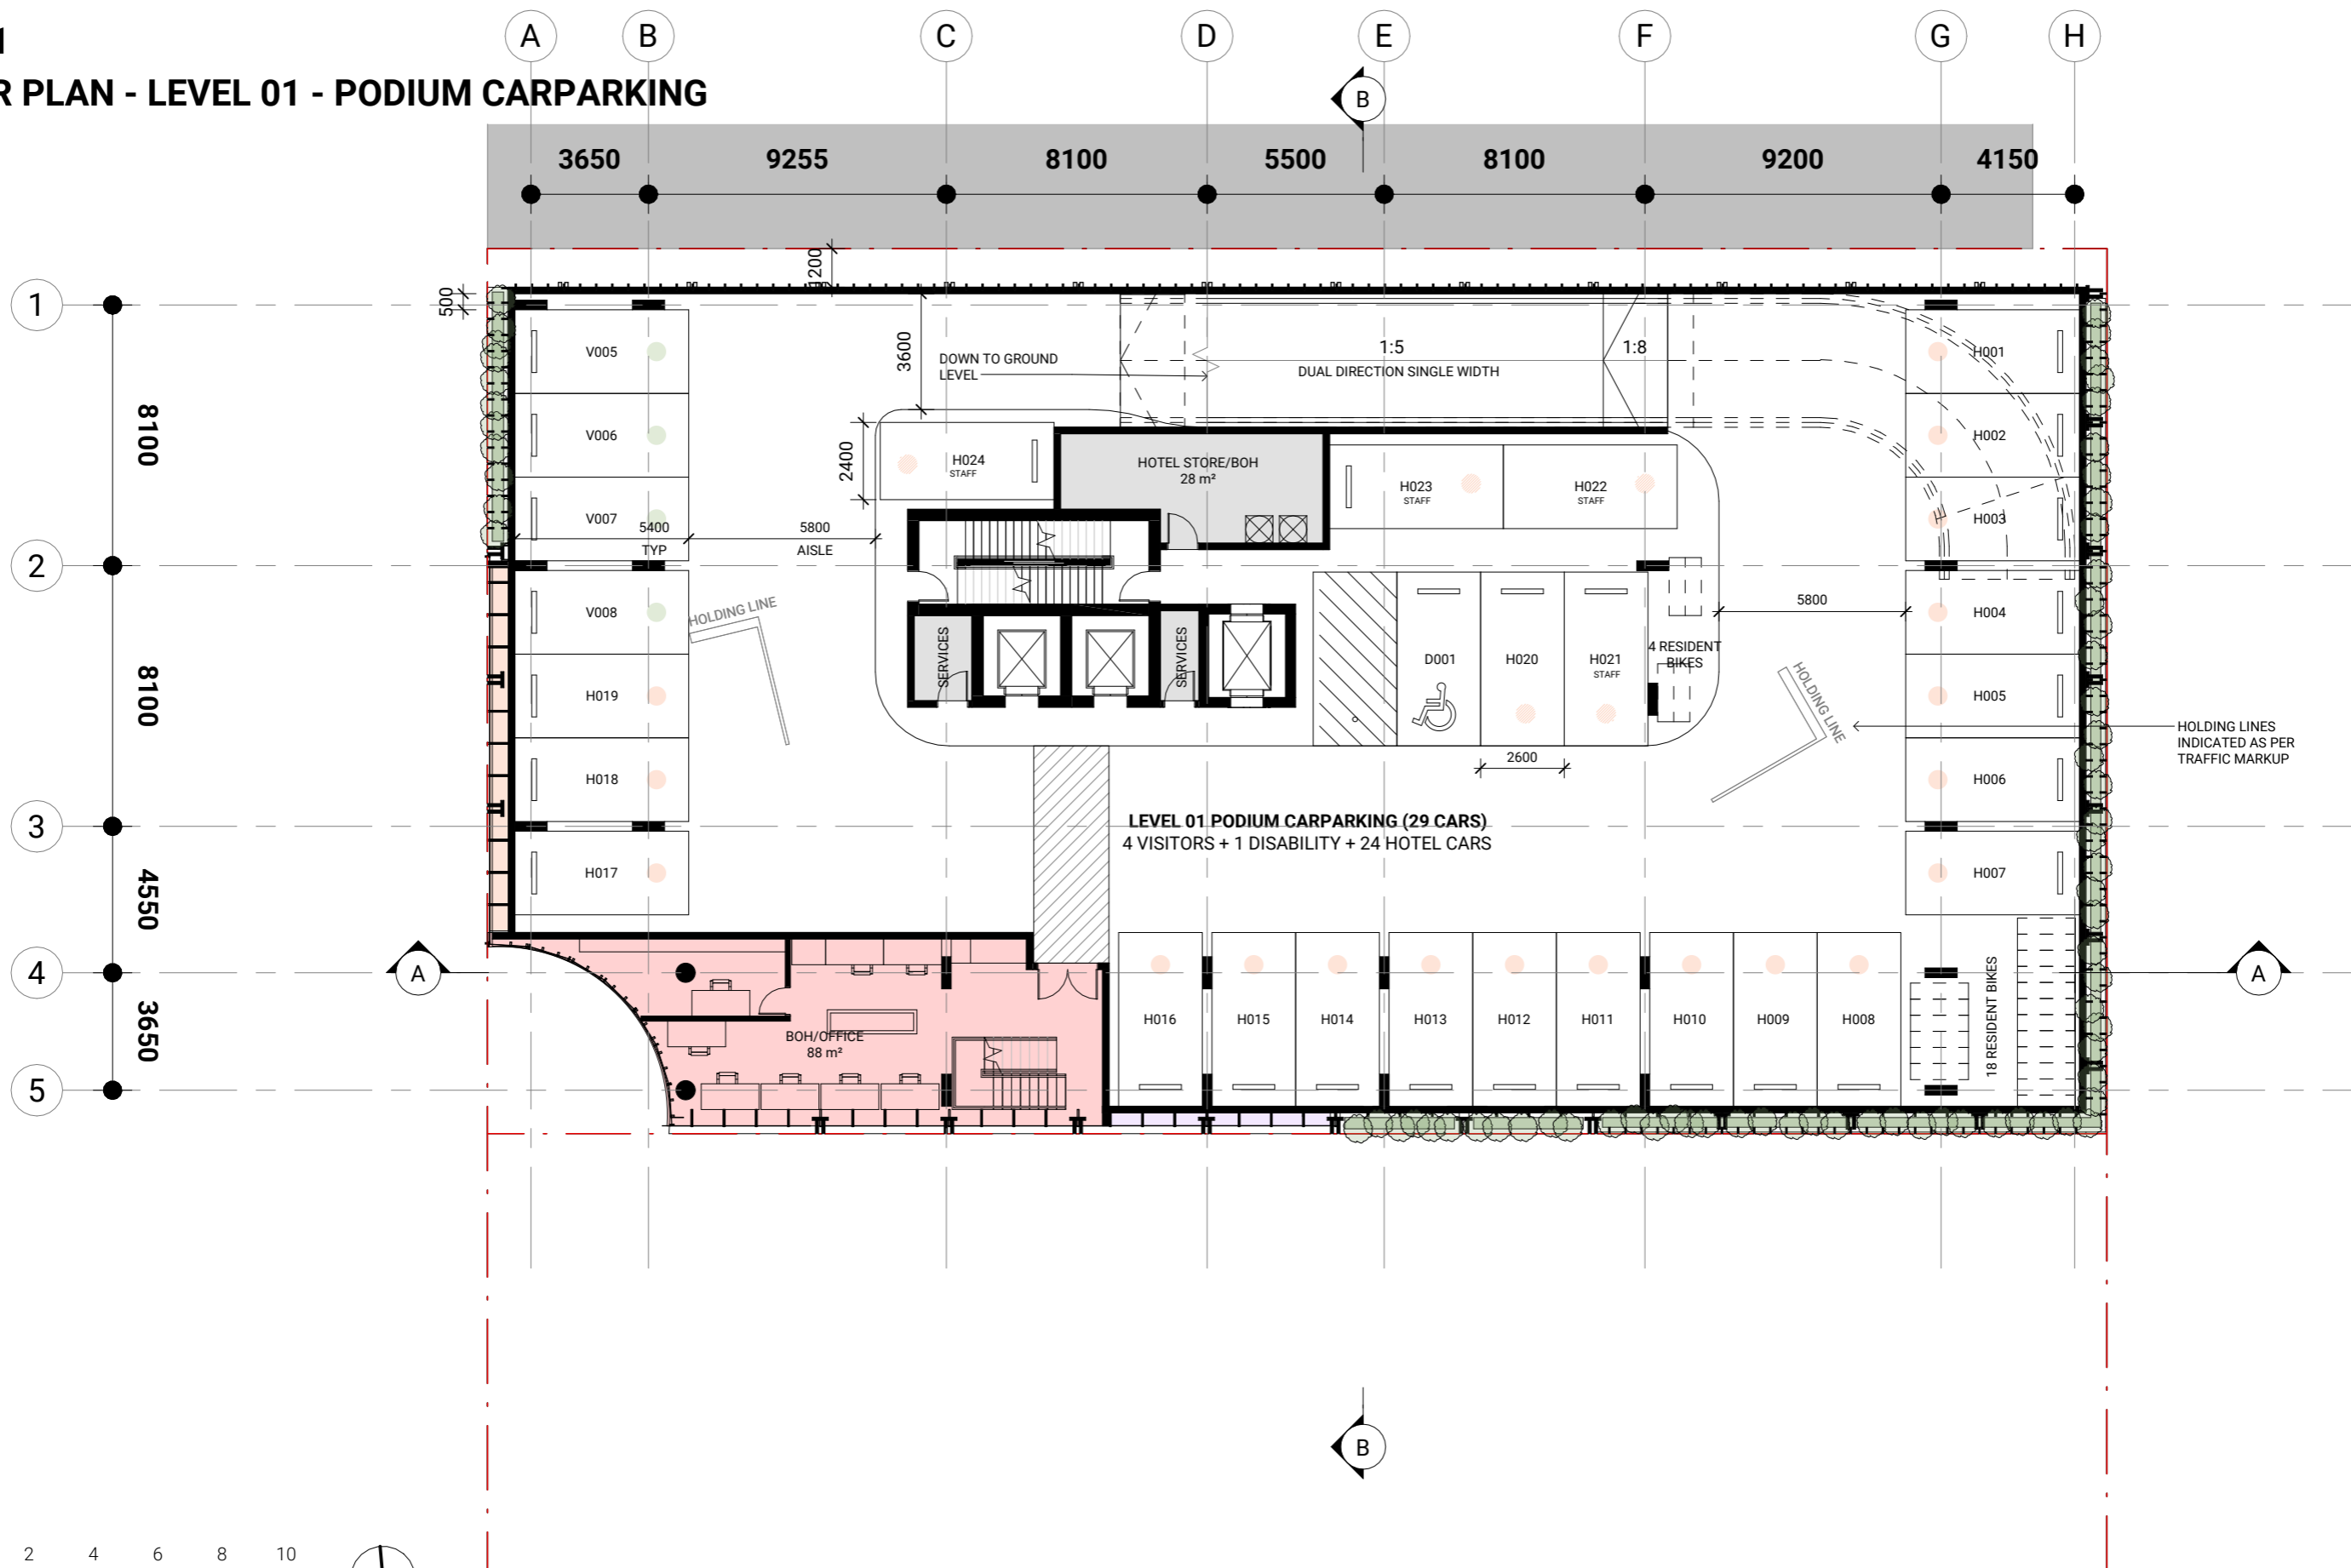 A B C D E F G H
R PLAN - LEVEL 01 - PODIUM CARPARKING
B
3650 9255 8100 5500 8100 9200 4150
1200
500
1
3600
DOWN TO GROUND
LEVEL
1:5
1:8
DUAL DIRECTION SINGLE WIDTH
V005
H001
8100
V006
H002
2400
H024
STAFF
HOTEL STORE/BOH
28 m²
H023
STAFF
H022
STAFF
V007
H003
5400
TYP
5800
AISLE
2
V008
HOLDING LINE
5800
H004
SERVICES
SERVICES
D001
H020
H021
STAFF
4 RESIDENT
BIKES
8100
H019
H005
HOLDING LINE
HOLDING LINES
INDICATED AS PER
TRAFFIC MARKUP
2600
H018
H006
3
LEVEL 01 PODIUM CARPARKING (29 CARS)
4 VISITORS + 1 DISABILITY + 24 HOTEL CARS
4550
H017
H007
4
A
A
3650
BOH/OFFICE
88 m²
H016 H015 H014 H013 H012 H011 H010 H009 H008
18 RESIDENT BIKES
5
B
2 4 6 8 10